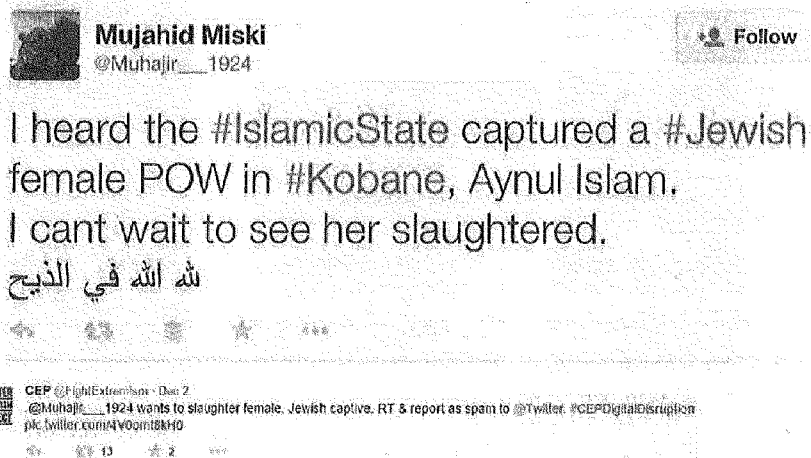 Mujahid Miski
@Muhajir__1924
Follow
I heard the #IslamicState captured a #Jewish
female POW in #Kobane, Aynul Islam.
I cant wait to see her slaughtered.
لله الله في الذبح
CEP @FightExtremism · Dec 2
.@Muhajir__1924 wants to slaughter female, Jewish captive. RT & report as spam to @Twitter. #CEPDigitalDisruption
13
2